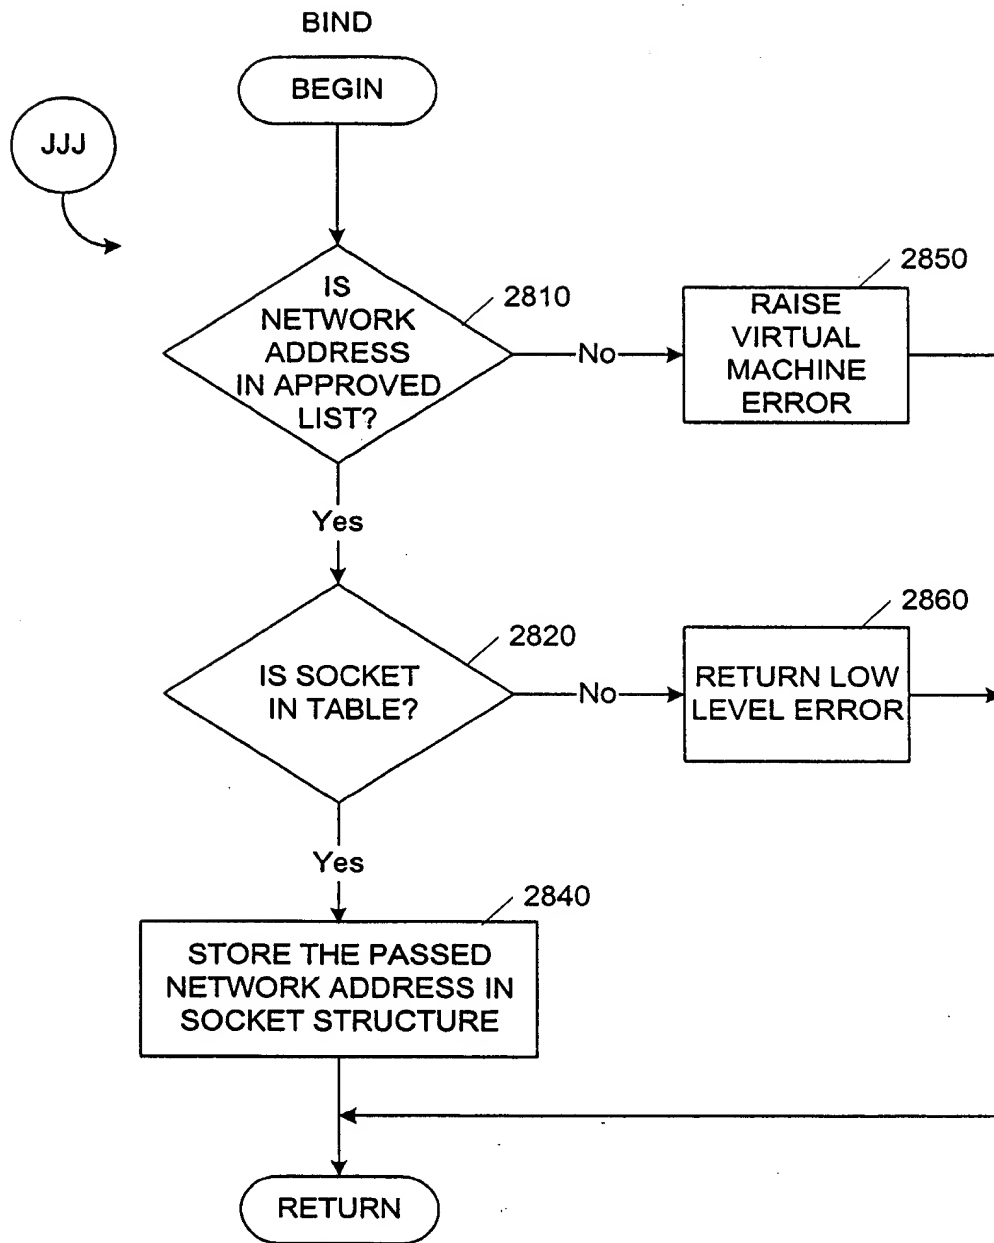 BIND
BEGIN
JJJ
IS
NETWORK
ADDRESS
IN APPROVED
LIST?
2810
No
2850
RAISE
VIRTUAL
MACHINE
ERROR
Yes
IS SOCKET
IN TABLE?
2820
No
2860
RETURN LOW
LEVEL ERROR
Yes
2840
STORE THE PASSED
NETWORK ADDRESS IN
SOCKET STRUCTURE
RETURN